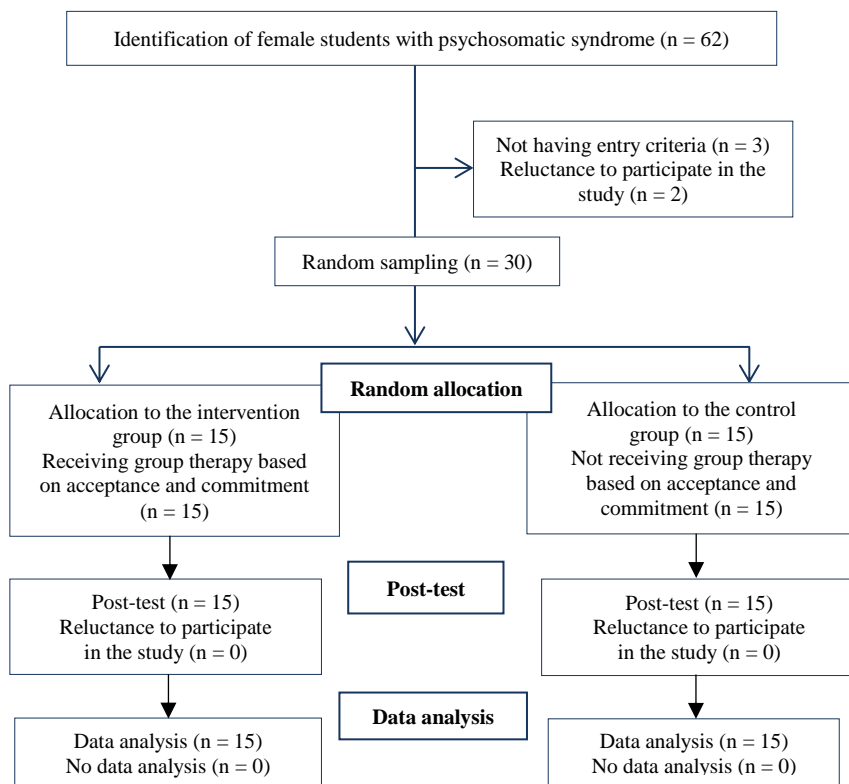 Identification of female students with psychosomatic syndrome (n = 62)
Not having entry criteria (n = 3)
Reluctance to participate in the
study (n = 2)
Random sampling (n = 30)
Random allocation
Allocation to the intervention
group (n = 15)
Receiving group therapy based
on acceptance and commitment
(n = 15)
Allocation to the control
group (n = 15)
Not receiving group therapy
based on acceptance and
commitment (n = 15)
Post-test
Post-test (n = 15)
Reluctance to participate
in the study (n = 0)
Post-test (n = 15)
Reluctance to participate
in the study (n = 0)
Data analysis
Data analysis (n = 15)
No data analysis (n = 0)
Data analysis (n = 15)
No data analysis (n = 0)